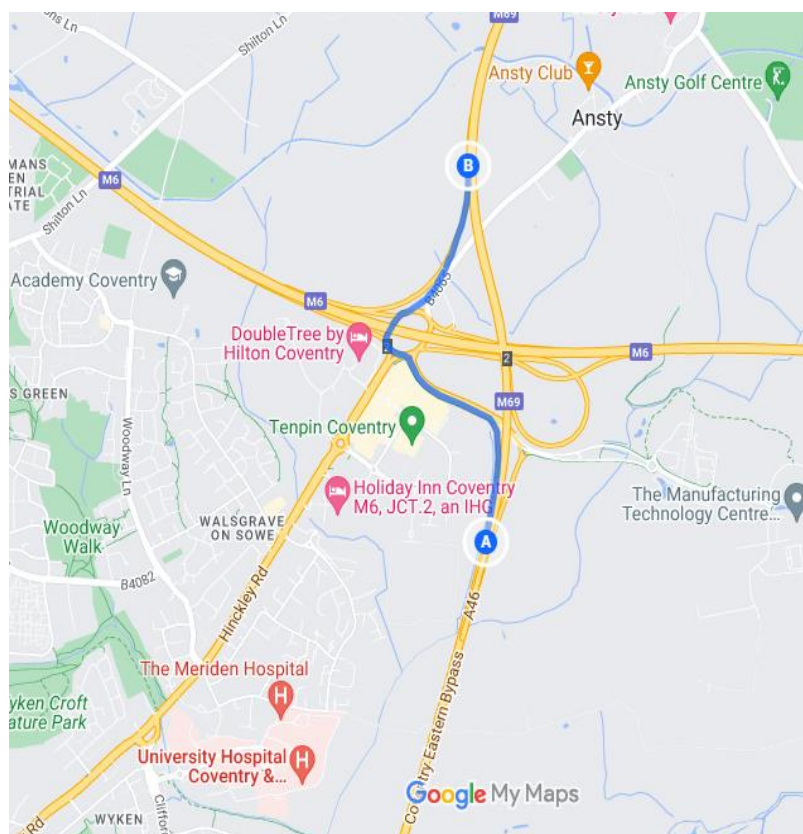 M69
Shilton Ln
Ansty Club
Ansty Golf Centre
Ansty
B
M6
Shilton Ln
Academy Coventry
M6
B4065
DoubleTree by
Hilton Coventry
2
2
M6
M69
Woodway Ln
Tenpin Coventry
Holiday Inn Coventry
M6, JCT.2, an IHG
The Manufacturing
Technology Centre...
WALSGRAVE
ON SOWE
Woodway
Walk
A
B4082
Hinckley Rd
A46
The Meriden Hospital
H
University Hospital
Coventry &...
H
Coventry Eastern Bypass
WYKEN
Google My Maps